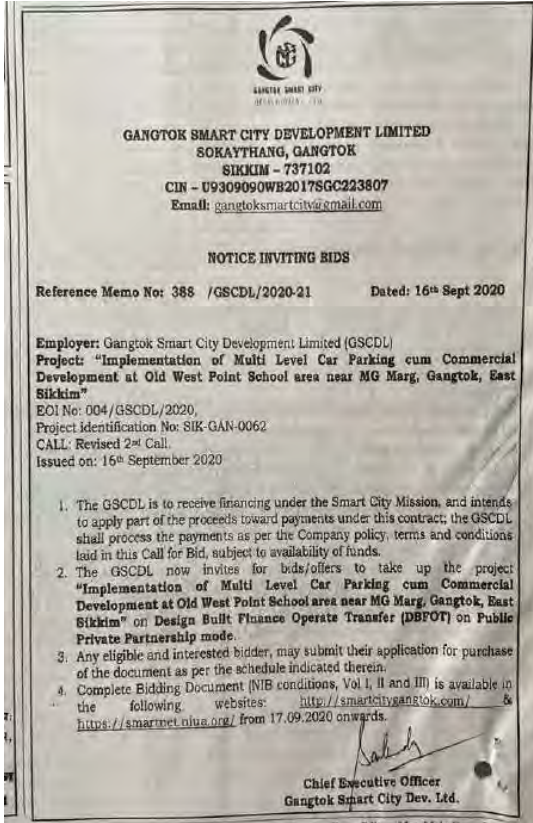 GANGTOK SMART CITY
GANGTOK SMART CITY DEVELOPMENT LIMITED
SOKAYTHANG, GANGTOK
SIKKIM – 737102
CIN – U9309090WB2017SGC223807
Email: gangtoksmartcity@gmail.com
NOTICE INVITING BIDS
Reference Memo No: 388 /GSCDL/2020-21 Dated: 16th Sept 2020
Employer: Gangtok Smart City Development Limited (GSCDL)
Project: "Implementation of Multi Level Car Parking cum Commercial
Development at Old West Point School area near MG Marg, Gangtok, East
Sikkim"
EOI No: 004/GSCDL/2020,
Project identification No: SIK-GAN-0062
CALL: Revised 2nd Call.
Issued on: 16th September 2020
1. The GSCDL is to receive financing under the Smart City Mission, and intends
to apply part of the proceeds toward payments under this contract; the GSCDL
shall process the payments as per the Company policy, terms and conditions
laid in this Call for Bid, subject to availability of funds.
2. The GSCDL now invites for bids/offers to take up the project
"Implementation of Multi Level Car Parking cum Commercial
Development at Old West Point School area near MG Marg, Gangtok, East
Sikkim" on Design Built Finance Operate Transfer (DBFOT) on Public
Private Partnership mode.
3. Any eligible and interested bidder, may submit their application for purchase
of the document as per the schedule indicated therein.
4. Complete Bidding Document (NIB conditions, Vol I, II and III) is available in
the following websites: http://smartcitygangtok.com/ &
https://smartnet.niua.org/ from 17.09.2020 onwards.
Chief Executive Officer
Gangtok Smart City Dev. Ltd.